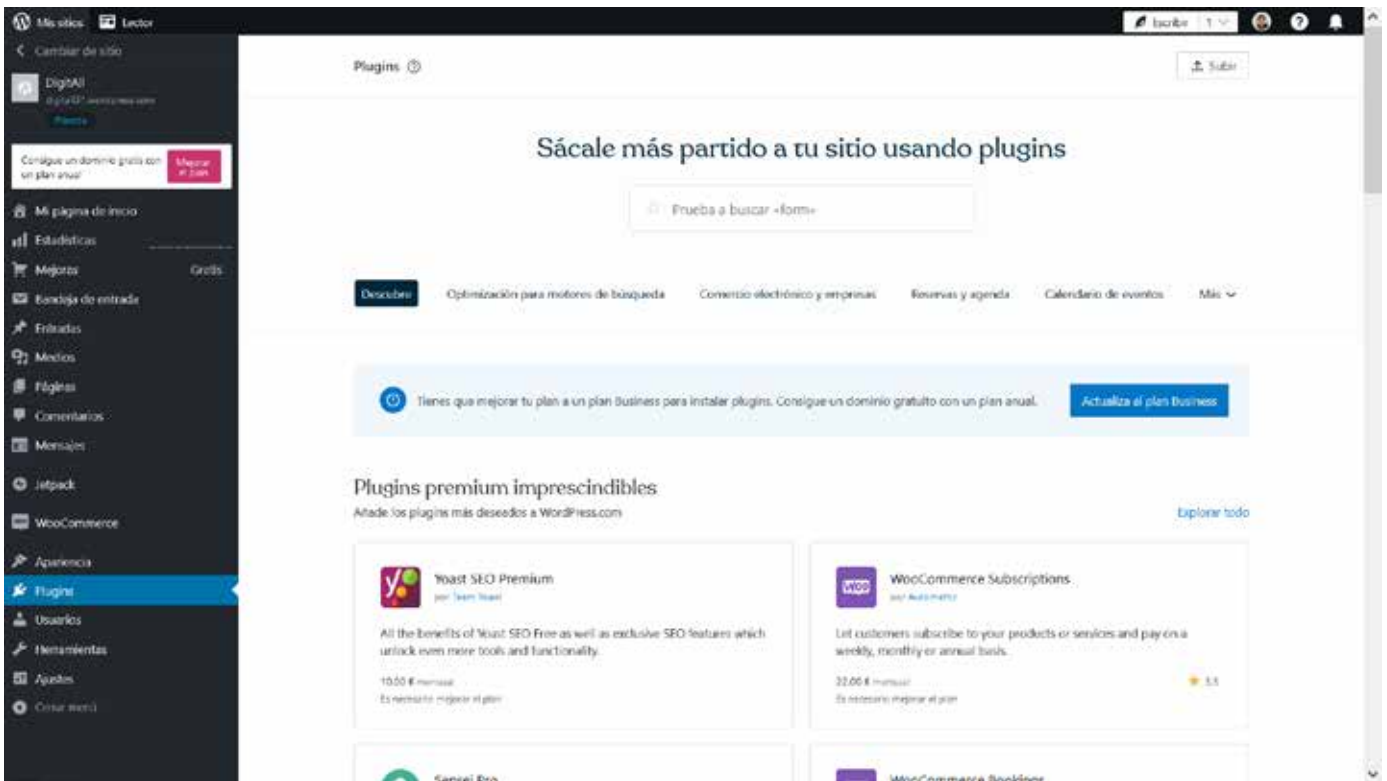 Mis sitios Lector Escribir 1
Cambiar de sitio
DigitAll
Consigue un dominio gratis con un plan anual
Mejorar el plan
Mi página de inicio
Estadísticas
Mejoras Gratis
Bandeja de entrada
Entradas
Medios
Páginas
Comentarios
Mensajes
Jetpack
WooCommerce
Apariencia
Plugins
Usuarios
Herramientas
Ajustes
Cerrar menú
Plugins
Subir
Sácale más partido a tu sitio usando plugins
Prueba a buscar «form»
Descubre Optimización para motores de búsqueda Comercio electrónico y empresas Reservas y agenda Calendario de eventos Más
Tienes que mejorar tu plan a un plan Business para instalar plugins. Consigue un dominio gratuito con un plan anual.
Actualiza al plan Business
Plugins premium imprescindibles
Añade los plugins más deseados a WordPress.com
Explorar todo
Yoast SEO Premium
por Team Yoast
All the benefits of Yoast SEO Free as well as exclusive SEO features which
unlock even more tools and functionality.
10,00 € mensual
Es necesario mejorar el plan
WooCommerce Subscriptions
por Automattic
Let customers subscribe to your products or services and pay on a
weekly, monthly or annual basis.
22,00 € mensual
Es necesario mejorar el plan
Sensei Pro
WooCommerce Bookings